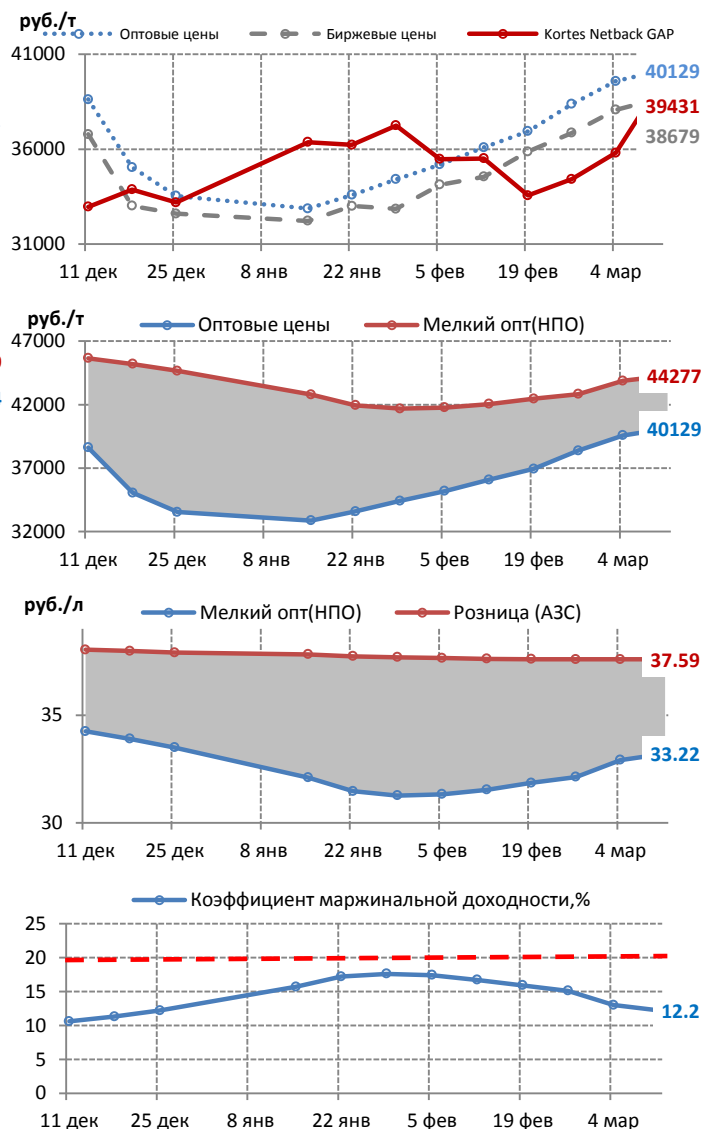 руб./т
Оптовые цены Биржевые цены Kortes Netback GAP
41000
36000
31000
40129
39431
38679
11 дек 25 дек 8 янв 22 янв 5 фев 19 фев 4 мар
руб./т
Оптовые цены Мелкий опт(НПО)
47000
42000
37000
32000
44277
40129
11 дек 25 дек 8 янв 22 янв 5 фев 19 фев 4 мар
руб./л
Мелкий опт(НПО) Розница (АЗС)
35
30
37.59
33.22
11 дек 25 дек 8 янв 22 янв 5 фев 19 фев 4 мар
Коэффициент маржинальной доходности,%
25
20
15
10
5
0
12.2
11 дек 25 дек 8 янв 22 янв 5 фев 19 фев 4 мар